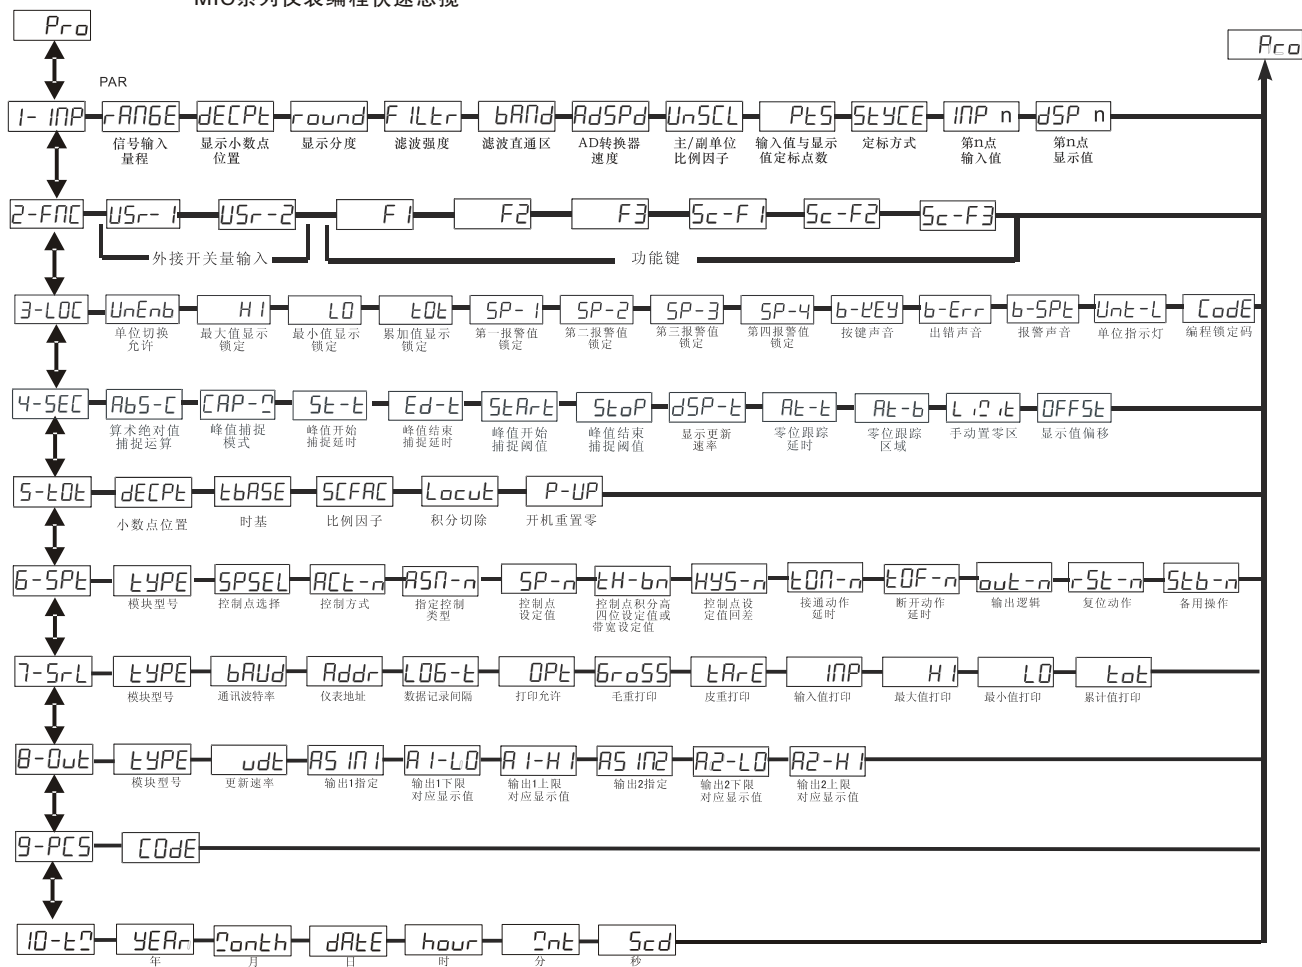 MIC系列仪表编程快速总揽
Pro
Aco
PAR
1-INP rANGE dECPt round FILtr bANd AdSPd UnSCL PtS StYCE INP n dSP n
信号输入 显示小数点 显示分度 滤波强度 滤波直通区 AD转换器 主/副单位 输入值与显示 定标方式 第n点 第n点
量程 位置 速度 比例因子 值定标点数 输入值 显示值
2-FNC USr-1 USr-2 F1 F2 F3 Sc-F1 Sc-F2 Sc-F3
外接开关量输入 功能键
3-LOC UnEnb HI LO tOt SP-1 SP-2 SP-3 SP-4 b-KEY b-Err b-SPt Unt-L CodE
单位切换 最大值显示 最小值显示 累加值显示 第一报警值 第二报警值 第三报警值 第四报警值 按键声音 出错声音 报警声音 单位指示灯 编程锁定码
允许 锁定 锁定 锁定 锁定 锁定 锁定 锁定
4-SEC AbS-C CAP-M St-t Ed-t StArt StoP dSP-t At-t At-b LiMit OFFSt
算术绝对值 峰值捕捉 峰值开始 峰值结束 峰值开始 峰值结束 显示更新 零位跟踪 零位跟踪 手动置零区 显示值偏移
捕捉运算 模式 捕捉延时 捕捉延时 捕捉阈值 捕捉阈值 速率 延时 区域
5-tOt dECPt tbASE SCFAC Locut P-UP
小数点位置 时基 比例因子 积分切除 开机重置零
6-SPt tYPE SPSEL ACt-n ASN-n SP-n tH-bn HYS-n tON-n tOF-n out-n rSt-n Stb-n
模块型号 控制点选择 控制方式 指定控制 控制点 控制点积分高 控制点设 接通动作 断开动作 输出逻辑 复位动作 备用操作
类型 设定值 四位设定值或 定值回差 延时 延时
带宽设定值
7-SrL tYPE bAUd Addr LOG-t OPt GroSS tArE INP HI LO tot
模块型号 通讯波特率 仪表地址 数据记录间隔 打印允许 毛重打印 皮重打印 输入值打印 最大值打印 最小值打印 累计值打印
8-Out tYPE udt ASIN1 A1-LO A1-HI ASIN2 A2-LO A2-HI
模块型号 更新速率 输出1指定 输出1下限 输出1上限 输出2指定 输出2下限 输出2上限
对应显示值 对应显示值 对应显示值 对应显示值
9-PCS COdE
10-tM YEAr Month dAtE hour Mnt Scd
年 月 日 时 分 秒